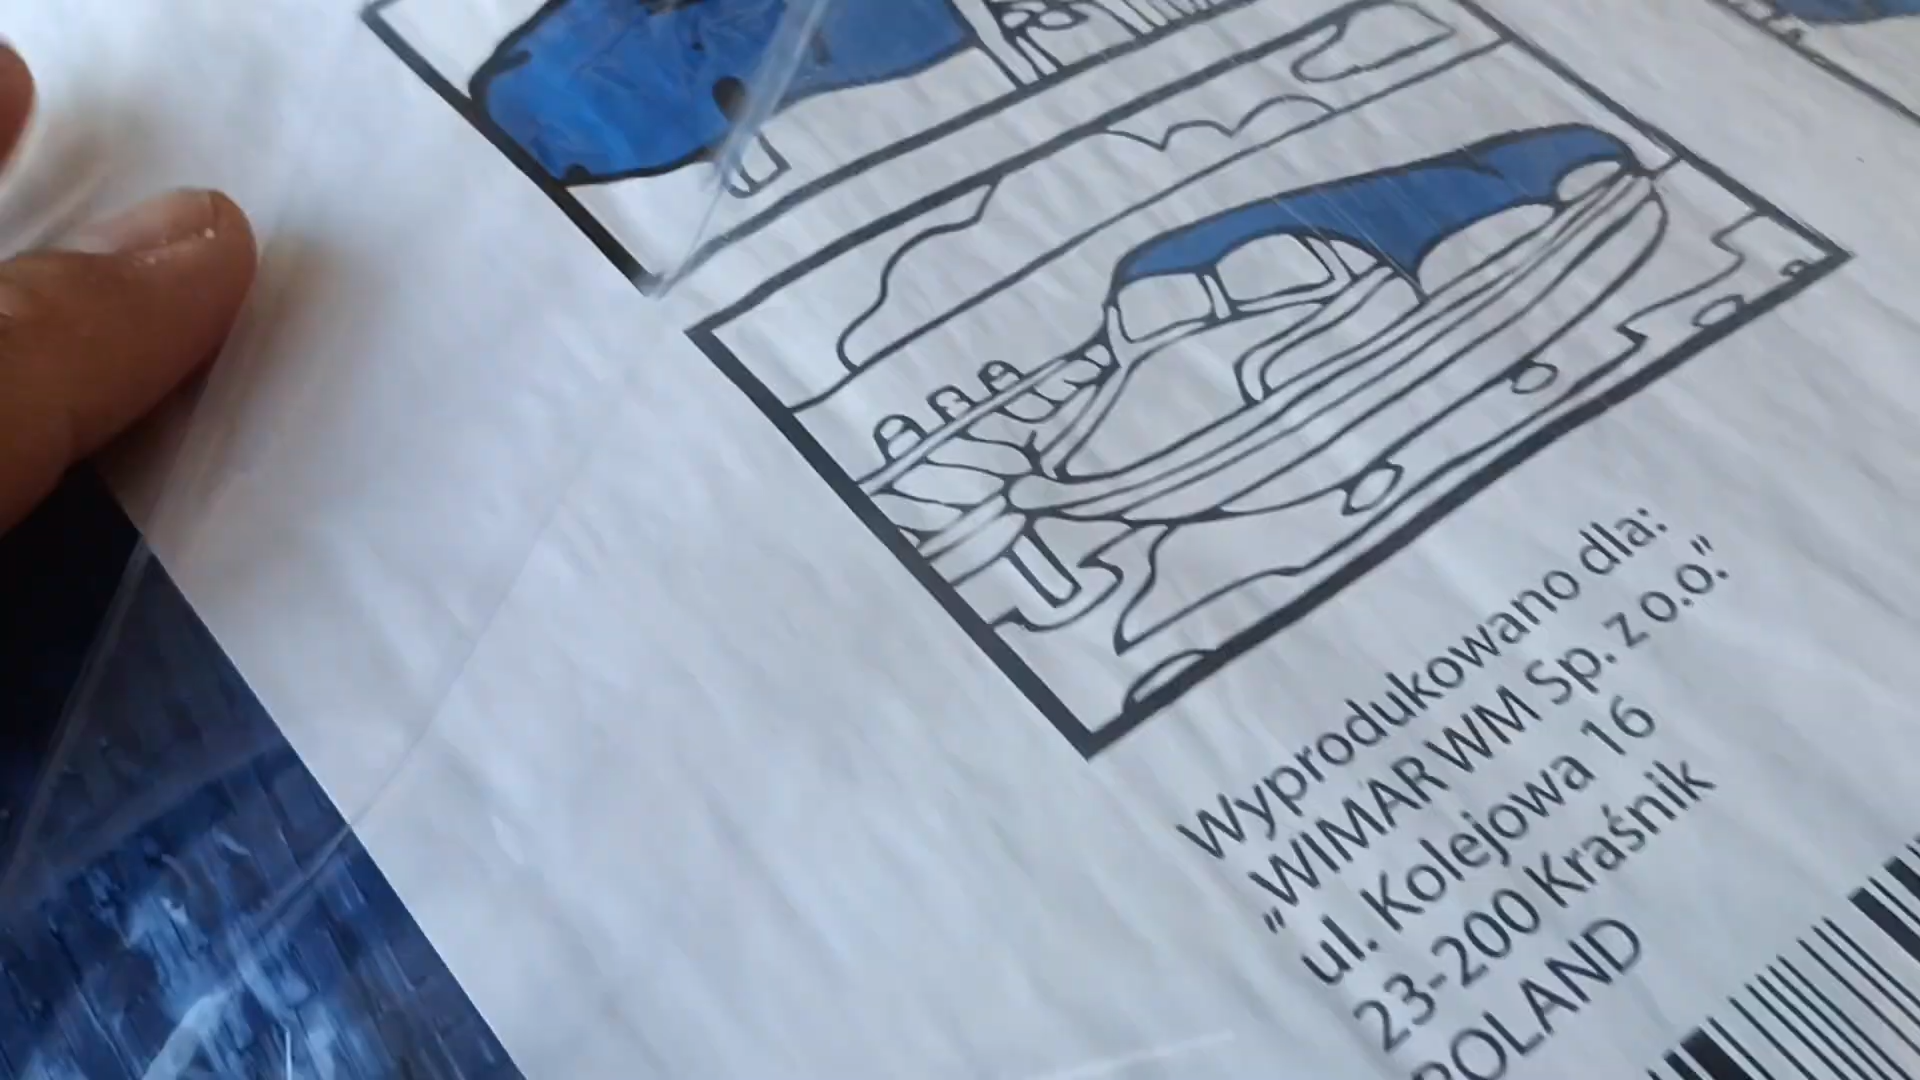 Wyprodukowano dla:
„WIMAR WM Sp. z o.o.”
ul. Kolejowa 16
23-200 Kraśnik
POLAND